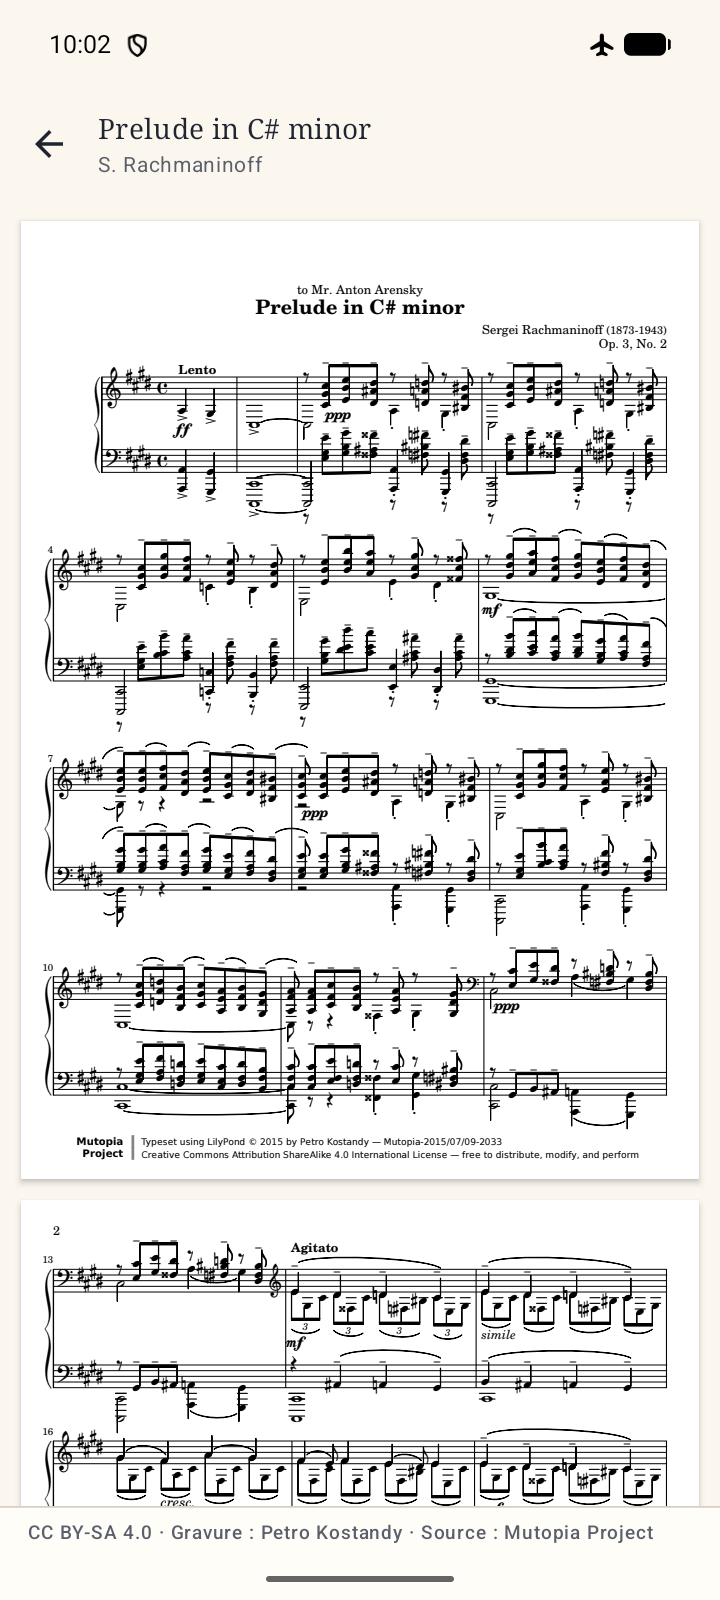 10:02
Prelude in C# minor
S. Rachmaninoff
to Mr. Anton Arensky
Prelude in C# minor
Sergei Rachmaninoff (1873-1943)
Op. 3, No. 2
Lento
ff
ppp
4
mf
7
ppp
10
ppp
Mutopia Project
Typeset using LilyPond © 2015 by Petro Kostandy — Mutopia-2015/07/09-2033
Creative Commons Attribution ShareAlike 4.0 International License — free to distribute, modify, and perform
2
13
Agitato
3 3 3 3
mf
simile
16
cresc.
CC BY-SA 4.0 · Gravure : Petro Kostandy · Source : Mutopia Project